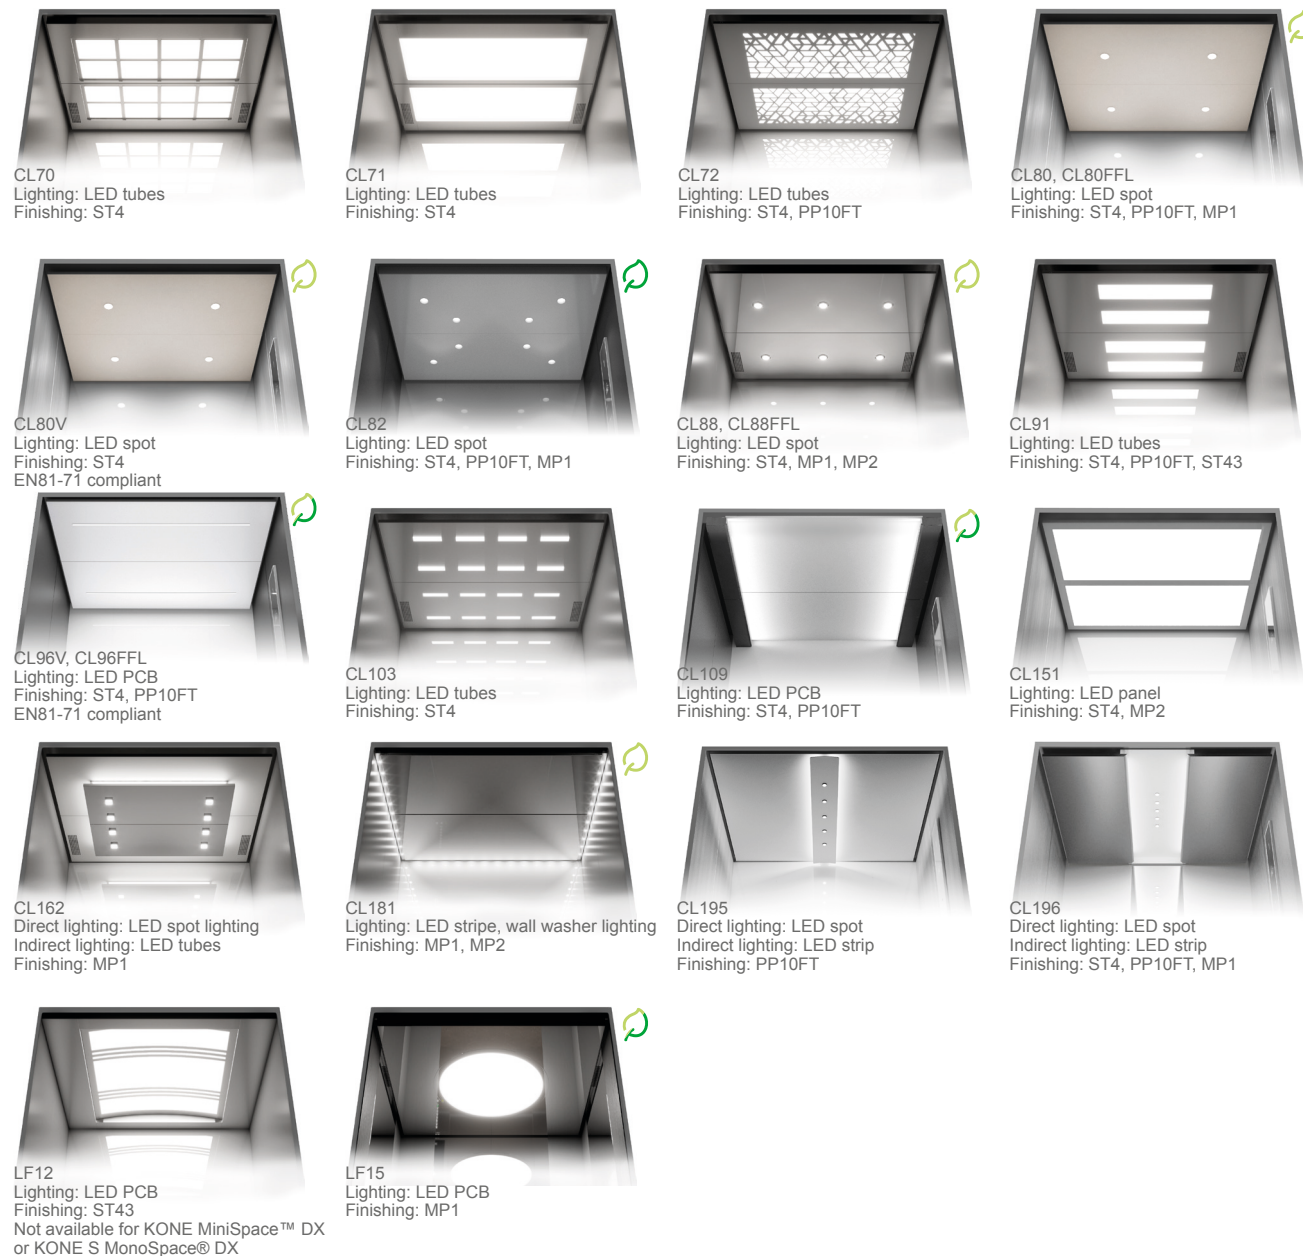 CL70
Lighting: LED tubes
Finishing: ST4
CL71
Lighting: LED tubes
Finishing: ST4
CL72
Lighting: LED tubes
Finishing: ST4, PP10FT
CL80, CL80FFL
Lighting: LED spot
Finishing: ST4, PP10FT, MP1
CL80V
Lighting: LED spot
Finishing: ST4
EN81-71 compliant
CL82
Lighting: LED spot
Finishing: ST4, PP10FT, MP1
CL88, CL88FFL
Lighting: LED spot
Finishing: ST4, MP1, MP2
CL91
Lighting: LED tubes
Finishing: ST4, PP10FT, ST43
CL96V, CL96FFL
Lighting: LED PCB
Finishing: ST4, PP10FT
EN81-71 compliant
CL103
Lighting: LED tubes
Finishing: ST4
CL109
Lighting: LED PCB
Finishing: ST4, PP10FT
CL151
Lighting: LED panel
Finishing: ST4, MP2
CL162
Direct lighting: LED spot lighting
Indirect lighting: LED tubes
Finishing: MP1
CL181
Lighting: LED stripe, wall washer lighting
Finishing: MP1, MP2
CL195
Direct lighting: LED spot
Indirect lighting: LED strip
Finishing: PP10FT
CL196
Direct lighting: LED spot
Indirect lighting: LED strip
Finishing: ST4, PP10FT, MP1
LF12
Lighting: LED PCB
Finishing: ST43
Not available for KONE MiniSpace™ DX
or KONE S MonoSpace® DX
LF15
Lighting: LED PCB
Finishing: MP1